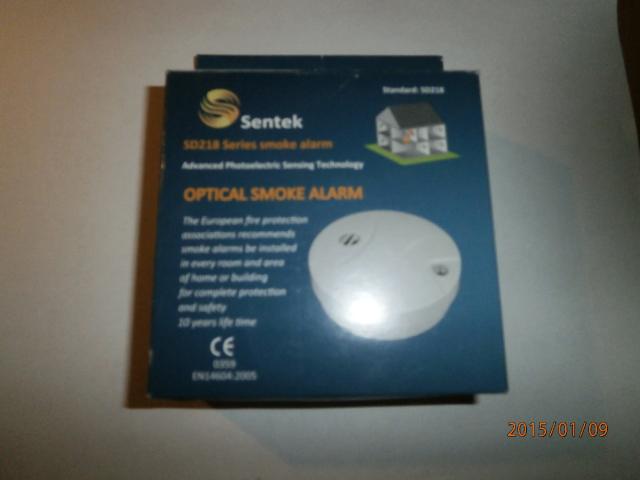 Standard: SD218
Sentek
SD218 Series smoke alarm
Advanced Photoelectric Sensing Technology
OPTICAL SMOKE ALARM
The European fire protection
associations recommends
smoke alarms be installed
in every room and area
of home or building
for complete protection
and safety
10 years life time
CE
0359
EN14604:2005
2015/01/09